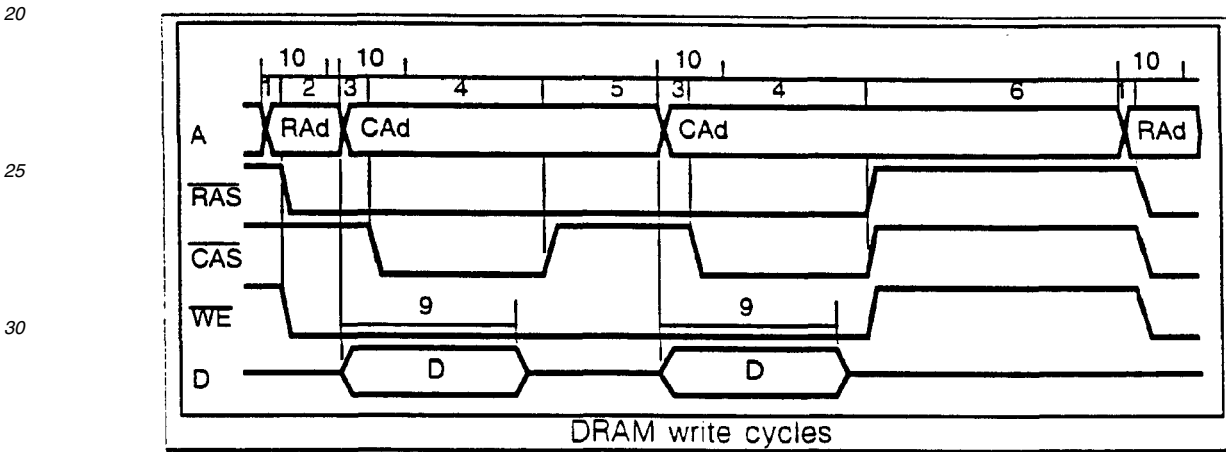 20
10 10 10 10
1 2 3 4 5 3 4 6 1
A RAd CAd CAd RAd
25
RAS
CAS
30
WE 9 9
D D D
DRAM write cycles